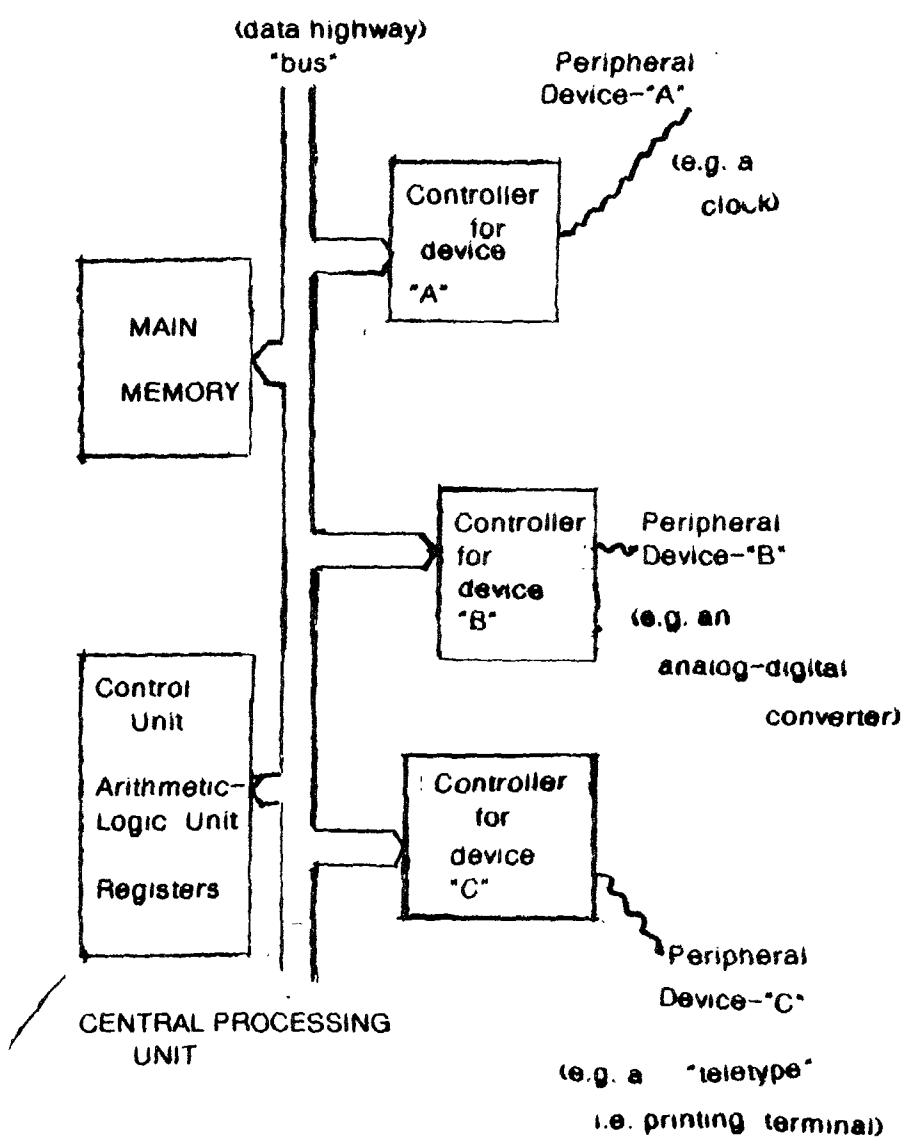 (data highway)
"bus"
Peripheral
Device-"A"
(e.g. a
clock)
Controller
for
device
"A"
MAIN
MEMORY
Controller
for
device
"B"
Peripheral
Device-"B"
(e.g. an
analog-digital
converter)
Control
Unit
Arithmetic-
Logic Unit
Registers
Controller
for
device
"C"
Peripheral
Device-"C"
CENTRAL PROCESSING
UNIT
(e.g. a "teletype"
i.e. printing terminal)